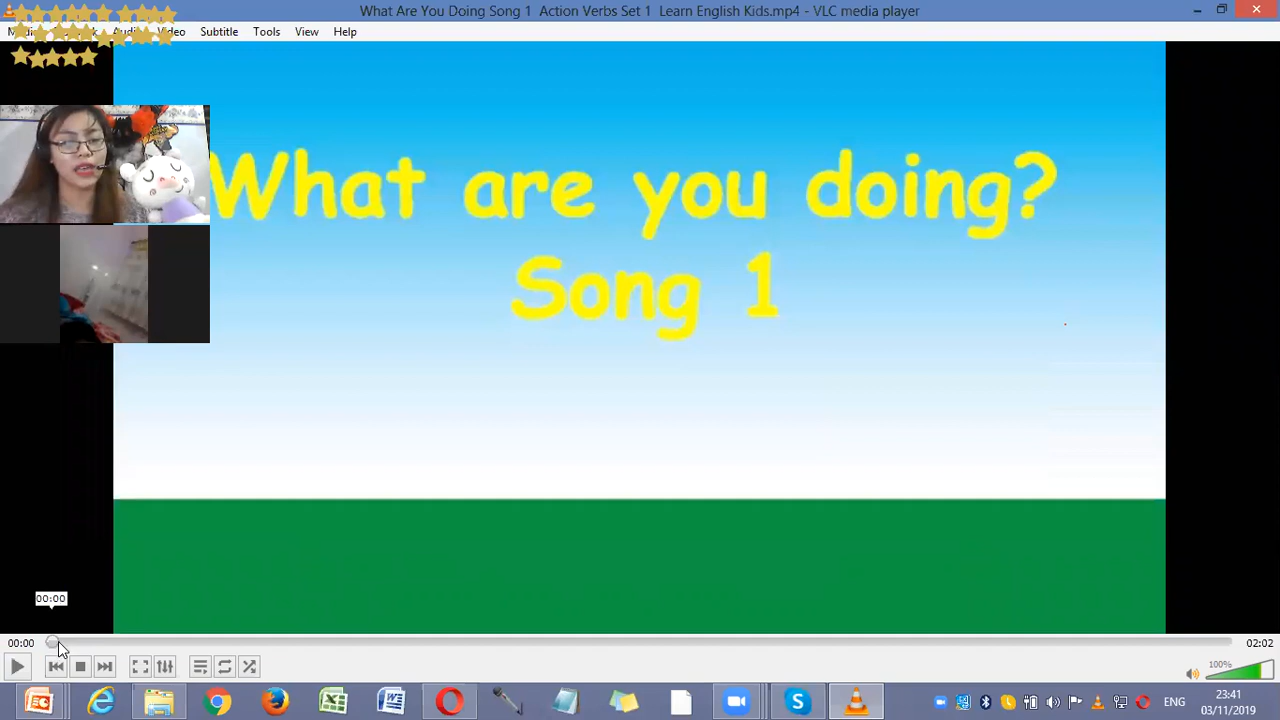 What Are You Doing Song 1 Action Verbs Set 1 Learn English Kids.mp4 - VLC media player
Video Subtitle Tools View Help
What are you doing?
Song 1
00:00
00:00
02:02
100%
ENG
23:41
03/11/2019